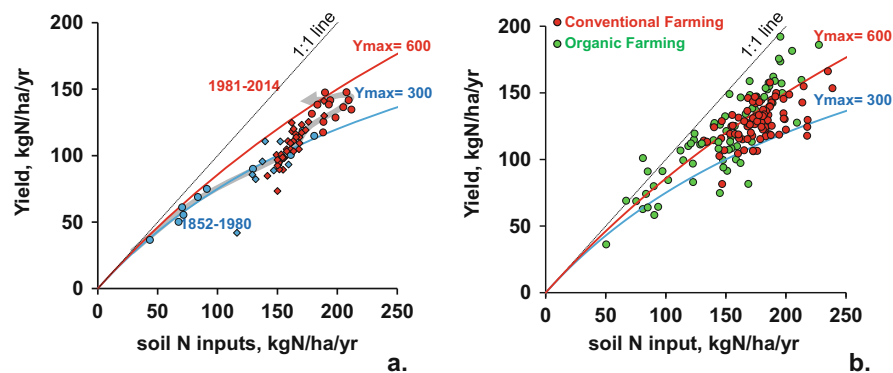 200
150
100
50
0
Yield, kgN/ha/yr
0 50 100 150 200 250
soil N inputs, kgN/ha/yr
1:1 line
Ymax= 600
1981-2014
Ymax= 300
1852-1980
a.
200
150
100
50
0
Yield, kgN/ha/yr
0 50 100 150 200 250
soil N input, kgN/ha/yr
Conventional Farming
Organic Farming
1:1 line
Ymax= 600
Ymax= 300
b.